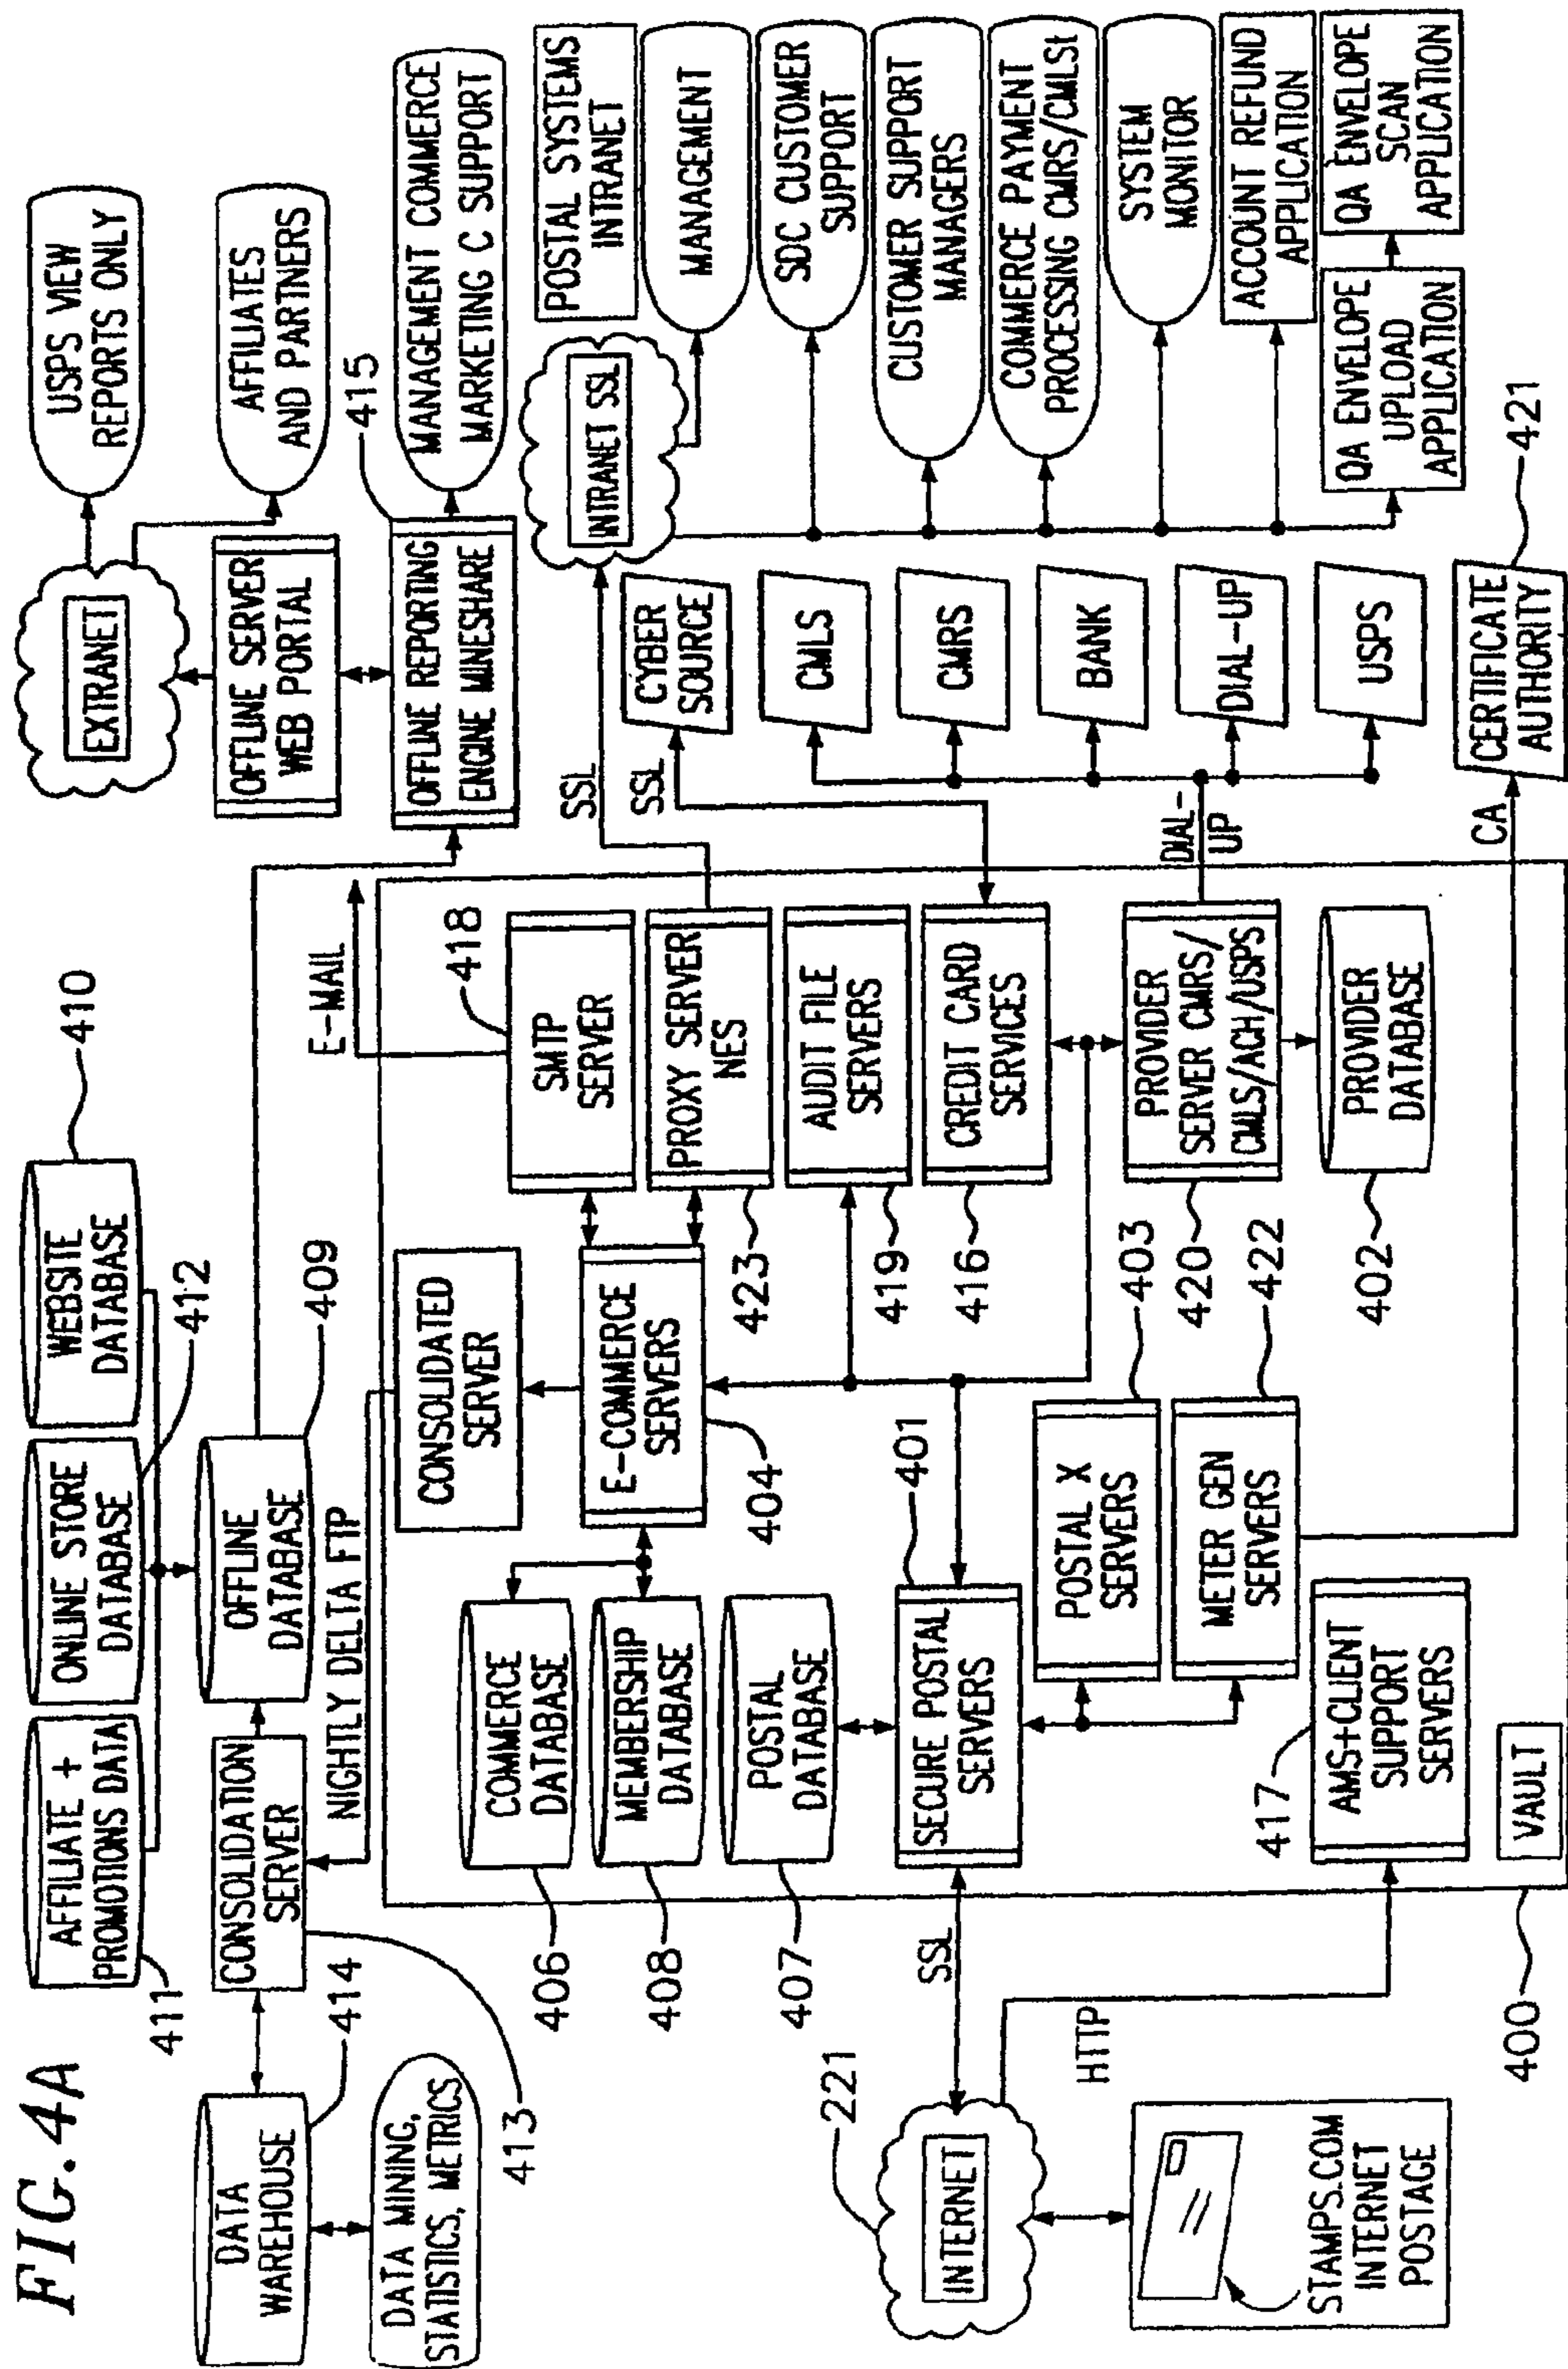 FIG. 4A
AFFILIATE +
PROMOTIONS DATA
411
ONLINE STORE
DATABASE
412
WEBSITE
DATABASE
410
DATA
WAREHOUSE
414
CONSOLIDATION
SERVER
413
OFFLINE
DATABASE
409
DATA MINING,
STATISTICS, METRICS
NIGHTLY DELTA FTP
E-MAIL
EXTRANET
USPS VIEW
REPORTS ONLY
AFFILIATES
AND PARTNERS
OFFLINE SERVER
WEB PORTAL
415
OFFLINE REPORTING
ENGINE MINESHARE
MANAGEMENT COMMERCE
MARKETING C SUPPORT
COMMERCE
DATABASE
406
MEMBERSHIP
DATABASE
408
POSTAL
DATABASE
407
CONSOLIDATED
SERVER
E-COMMERCE
SERVERS
404
SMTP
SERVER
418
PROXY SERVER
NES
423
AUDIT FILE
SERVERS
419
CREDIT CARD
SERVICES
416
SECURE POSTAL
SERVERS
401
POSTAL X
SERVERS
403
METER GEN
SERVERS
422
PROVIDER
SERVER CMRS/
CMLS/ACH/USPS
420
PROVIDER
DATABASE
402
AMS+CLIENT
SUPPORT
SERVERS
417
VAULT
400
INTERNET
221
SSL
HTTP
STAMPS.COM
INTERNET
POSTAGE
SSL
SSL
DIAL-
UP
CA
INTRANET SSL
POSTAL SYSTEMS
INTRANET
MANAGEMENT
SDC CUSTOMER
SUPPORT
CUSTOMER SUPPORT
MANAGERS
COMMERCE PAYMENT
PROCESSING CMRS/CMLSt
SYSTEM
MONITOR
ACCOUNT REFUND
APPLICATION
QA ENVELOPE
UPLOAD
APPLICATION
QA ENVELOPE
SCAN
APPLICATION
CYBER
SOURCE
CMLS
CMRS
BANK
DIAL-UP
USPS
CERTIFICATE
AUTHORITY
421